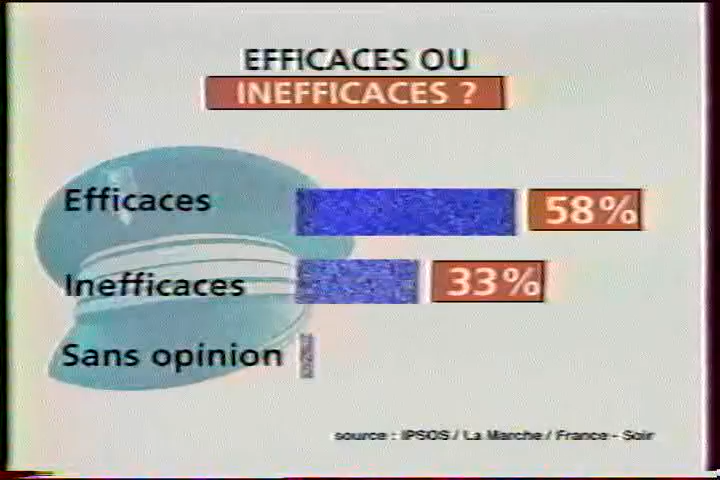 EFFICACES OU
INEFFICACES ?
Efficaces 58%
Inefficaces 33%
Sans opinion
source : IPSOS / La Marche / France - Soir